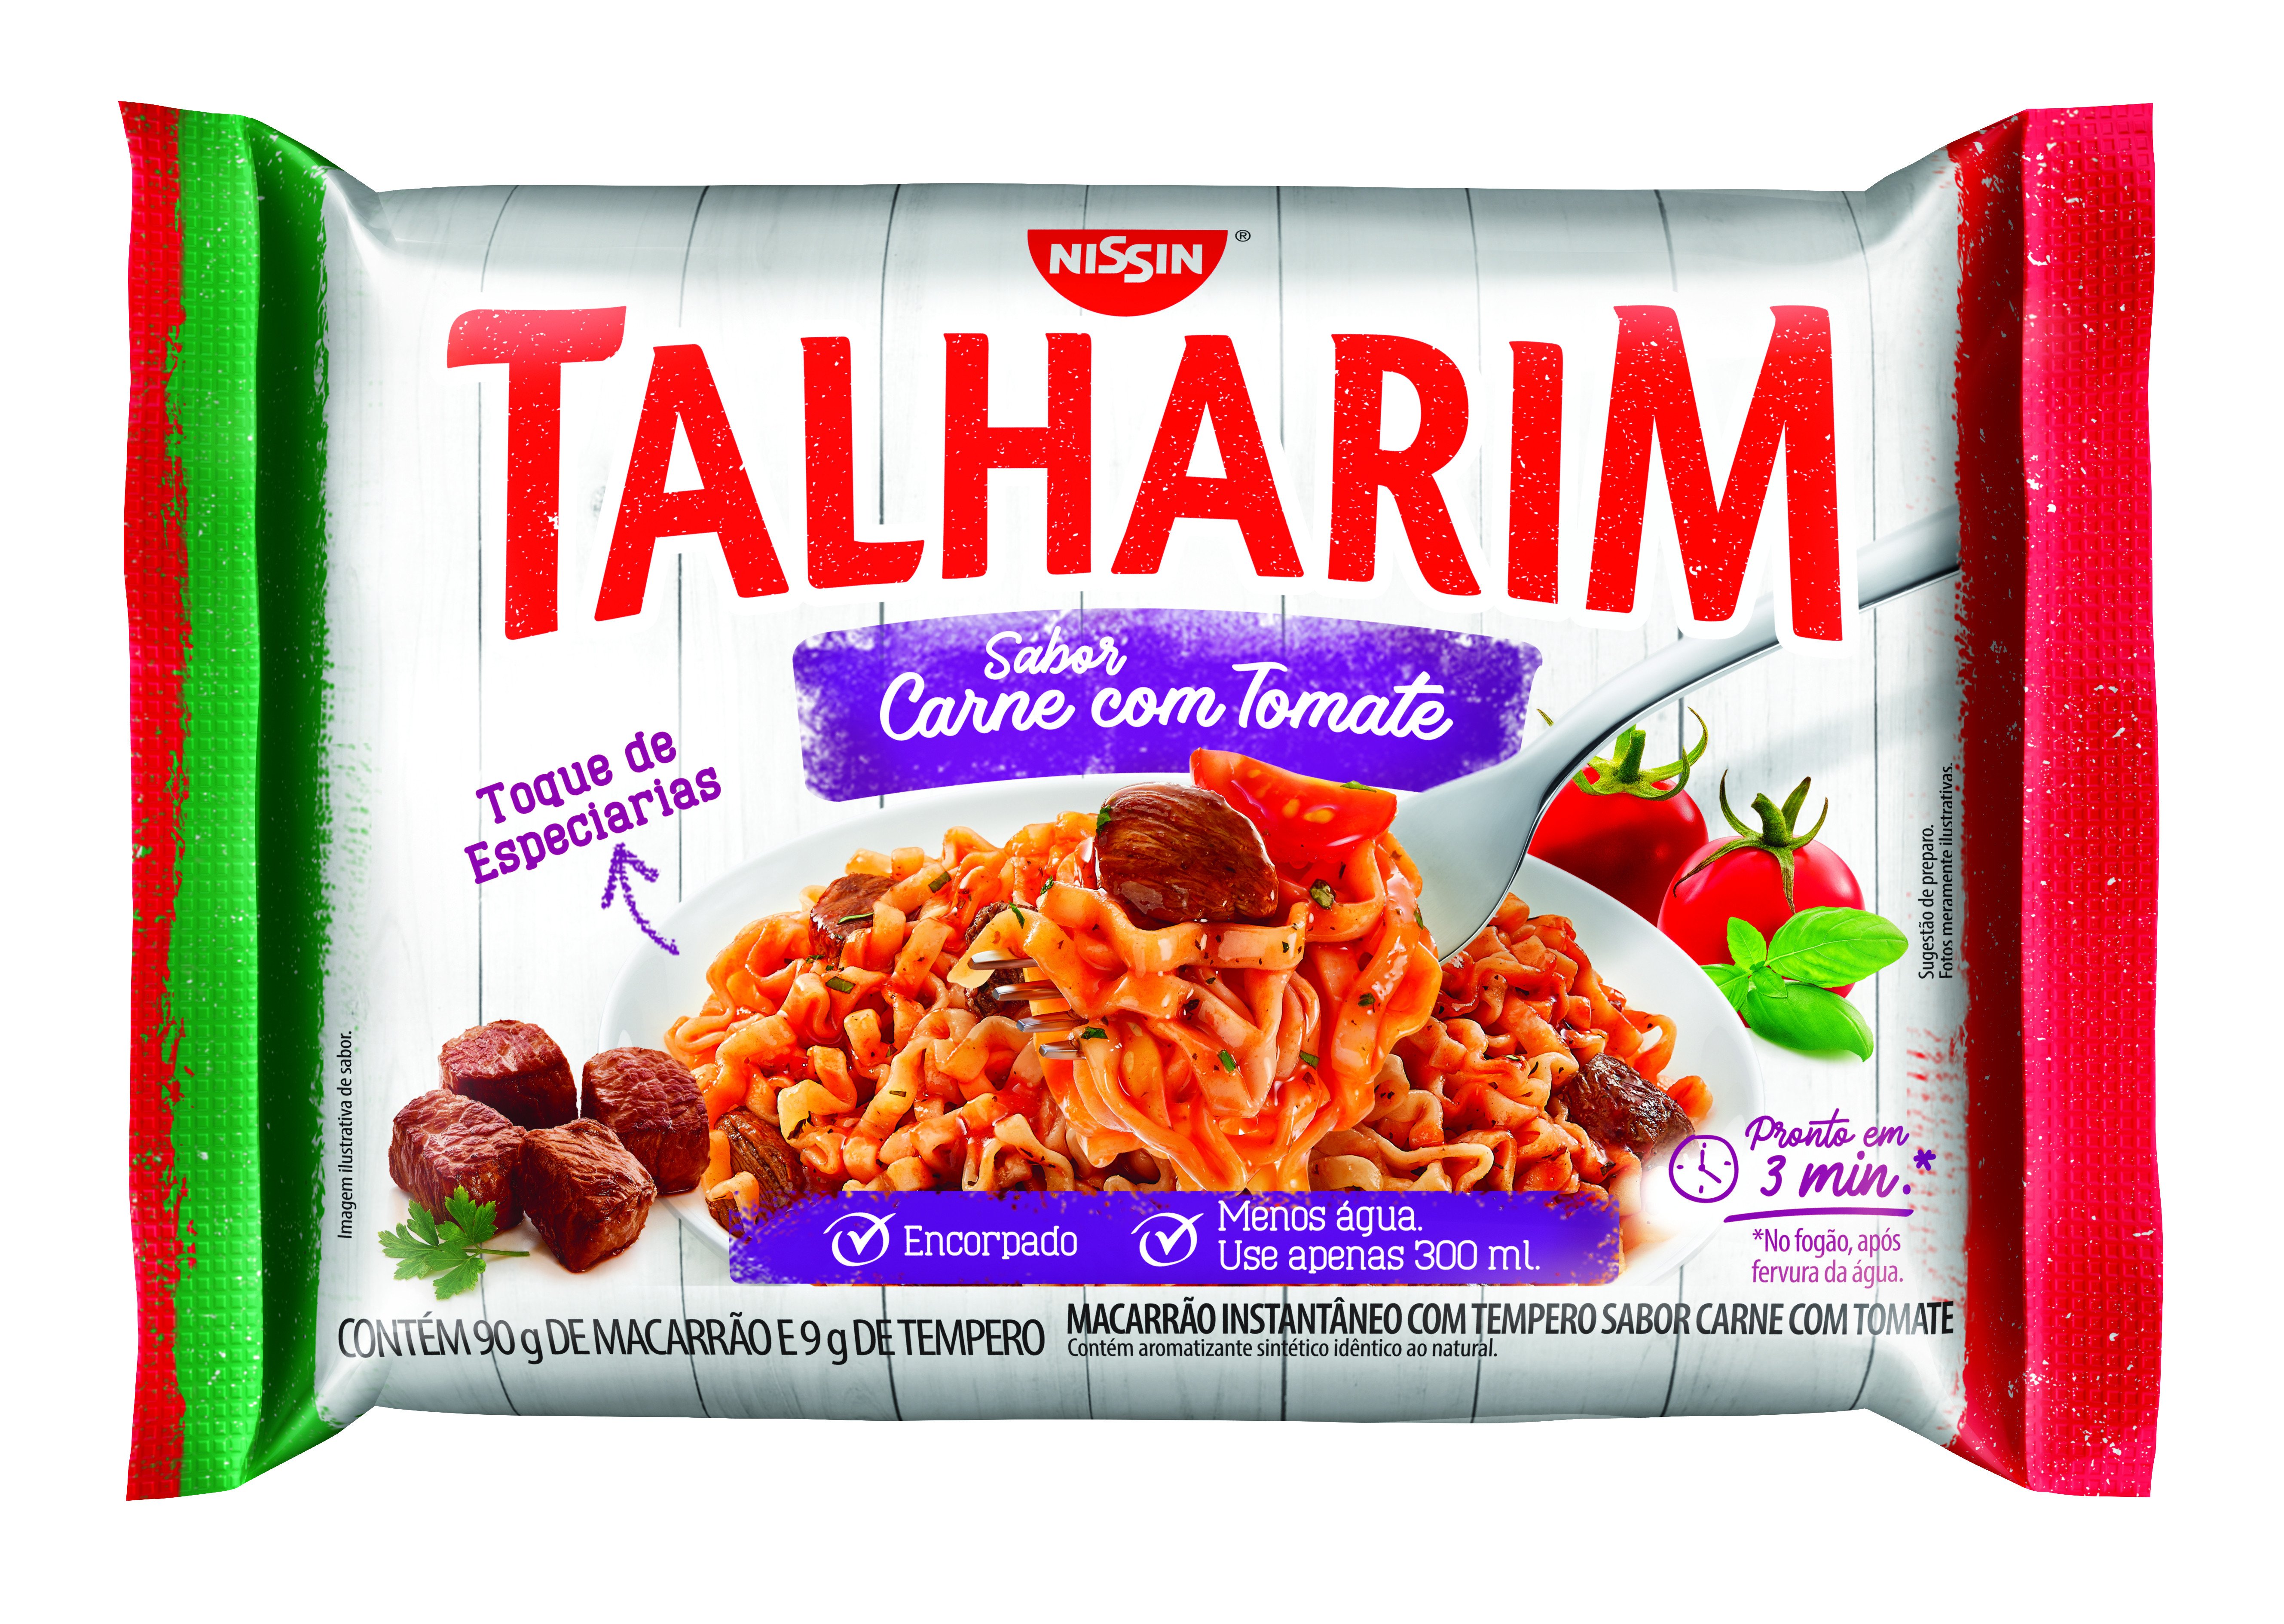 NISSIN ®
TALHARIM
Sabor
Carne com Tomate
Toque de
Especiarias
Sugestão de preparo.
Fotos meramente ilustrativas.
Imagem ilustrativa de sabor.
Pronto em
3 min.*
*No fogão, após
fervura da água.
Encorpado
Menos água.
Use apenas 300 ml.
CONTÉM 90 g DE MACARRÃO E 9 g DE TEMPERO
MACARRÃO INSTANTÂNEO COM TEMPERO SABOR CARNE COM TOMATE
Contém aromatizante sintético idêntico ao natural.